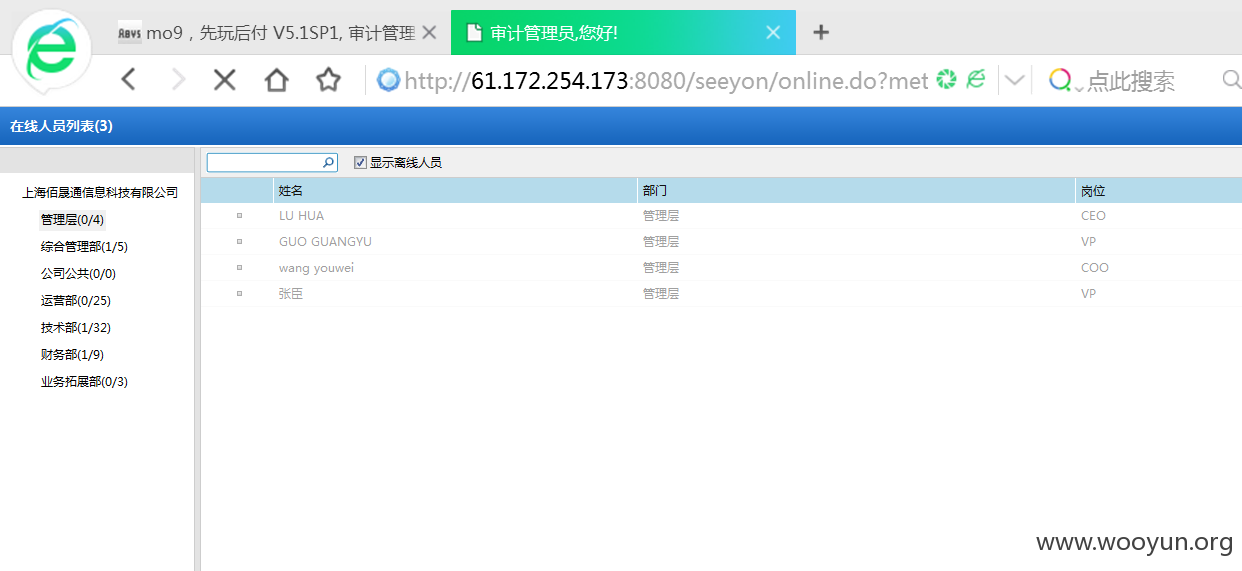 mo9，先玩后付 V5.1SP1, 审计管理
审计管理员,您好!
http://61.172.254.173:8080/seeyon/online.do?met
点此搜索
在线人员列表(3)
显示离线人员
上海佰晟通信息科技有限公司
管理层(0/4)
综合管理部(1/5)
公司公共(0/0)
运营部(0/25)
技术部(1/32)
财务部(1/9)
业务拓展部(0/3)
姓名 部门 岗位
LU HUA 管理层 CEO
GUO GUANGYU 管理层 VP
wang youwei 管理层 COO
张臣 管理层 VP
www.wooyun.org